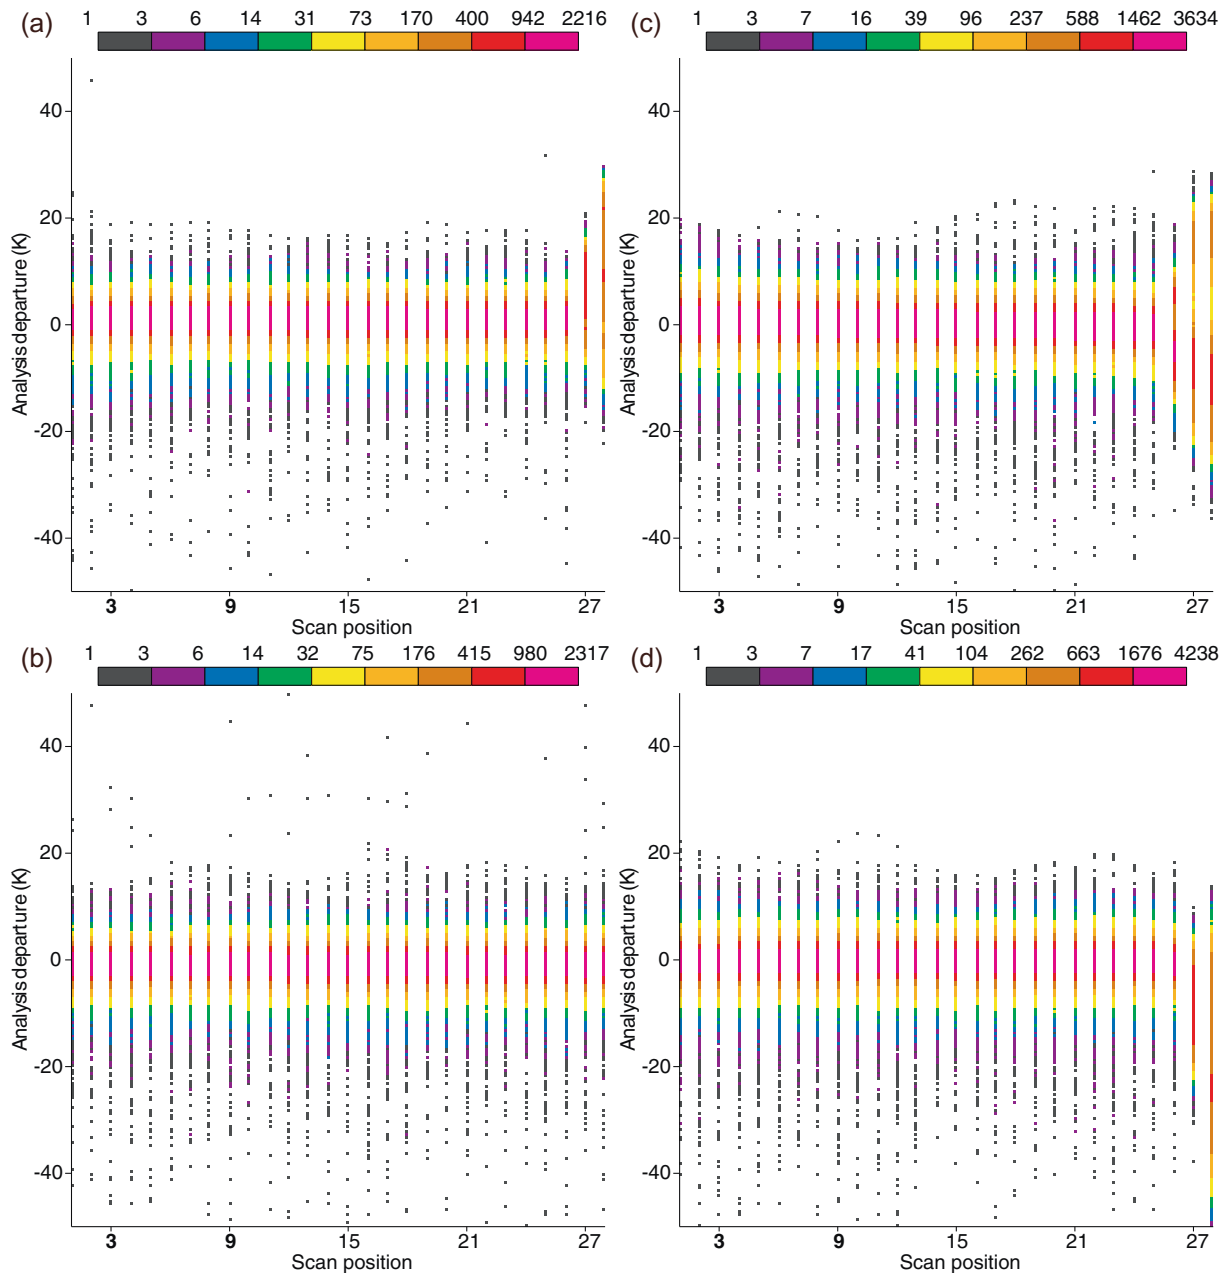 (a) 1 3 6 14 31 73 170 400 942 2216
40
20
0
-20
-40
Analysis departure (K)
3 9 15 21 27
Scan position
(c) 1 3 7 16 39 96 237 588 1462 3634
40
20
0
-20
-40
Analysis departure (K)
3 9 15 21 27
Scan position
(b) 1 3 6 14 32 75 176 415 980 2317
40
20
0
-20
-40
Analysis departure (K)
3 9 15 21 27
Scan position
(d) 1 3 7 17 41 104 262 663 1676 4238
40
20
0
-20
-40
Analysis departure (K)
3 9 15 21 27
Scan position